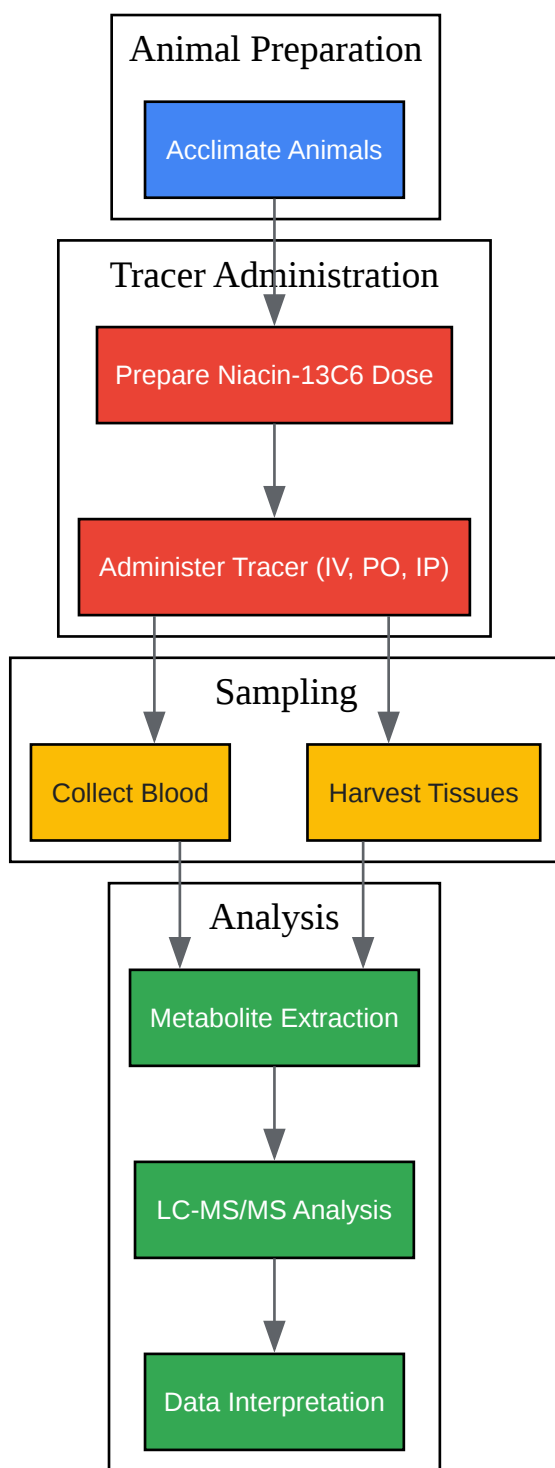 Animal Preparation
Acclimate Animals
Tracer Administration
Prepare Niacin-13C6 Dose
Administer Tracer (IV, PO, IP)
Sampling
Collect Blood
Harvest Tissues
Analysis
Metabolite Extraction
LC-MS/MS Analysis
Data Interpretation